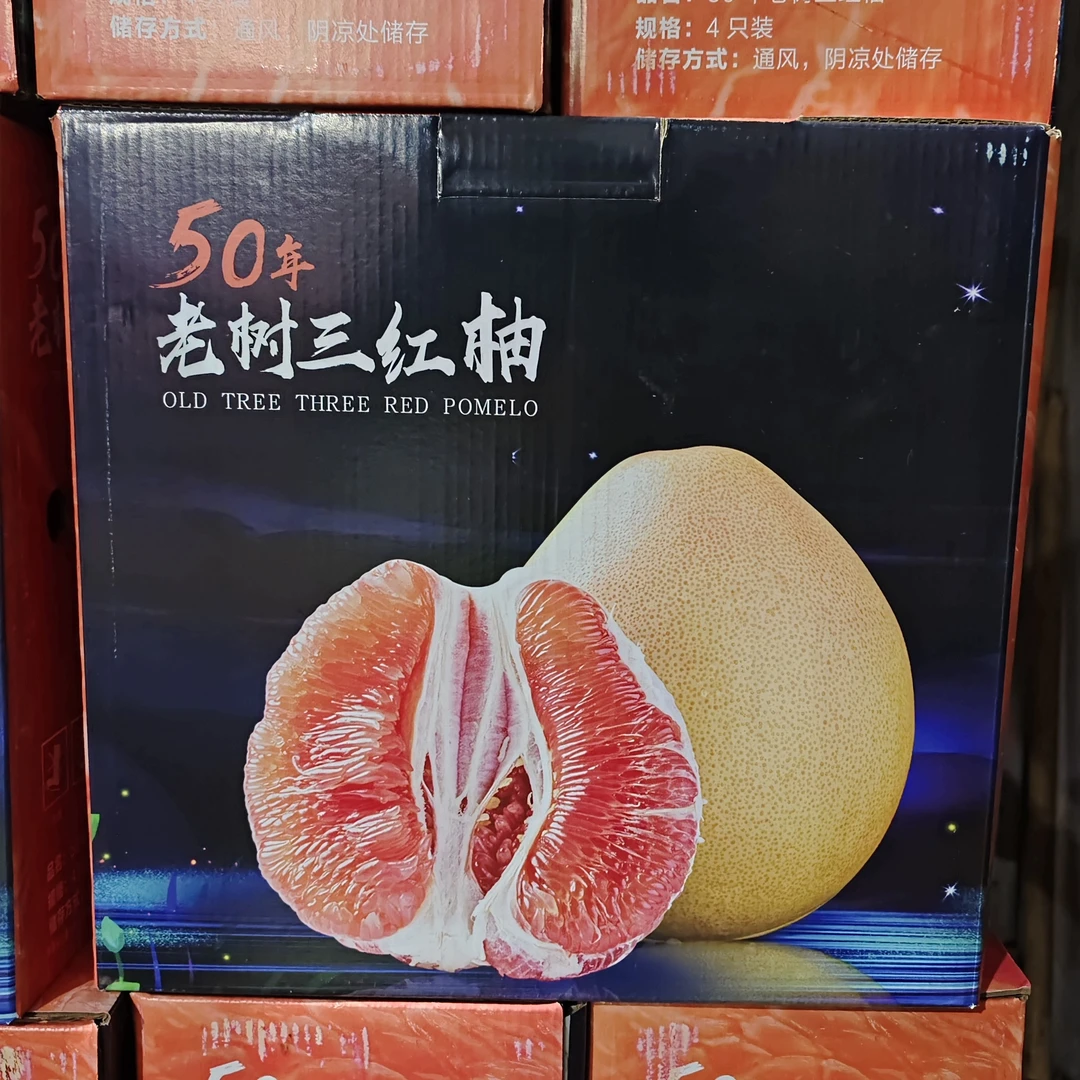 储存方式：通风，阴凉处储存
规格：4只装
储存方式：通风，阴凉处储存
50年
老树三红柚
OLD TREE THREE RED POMELO
50
50